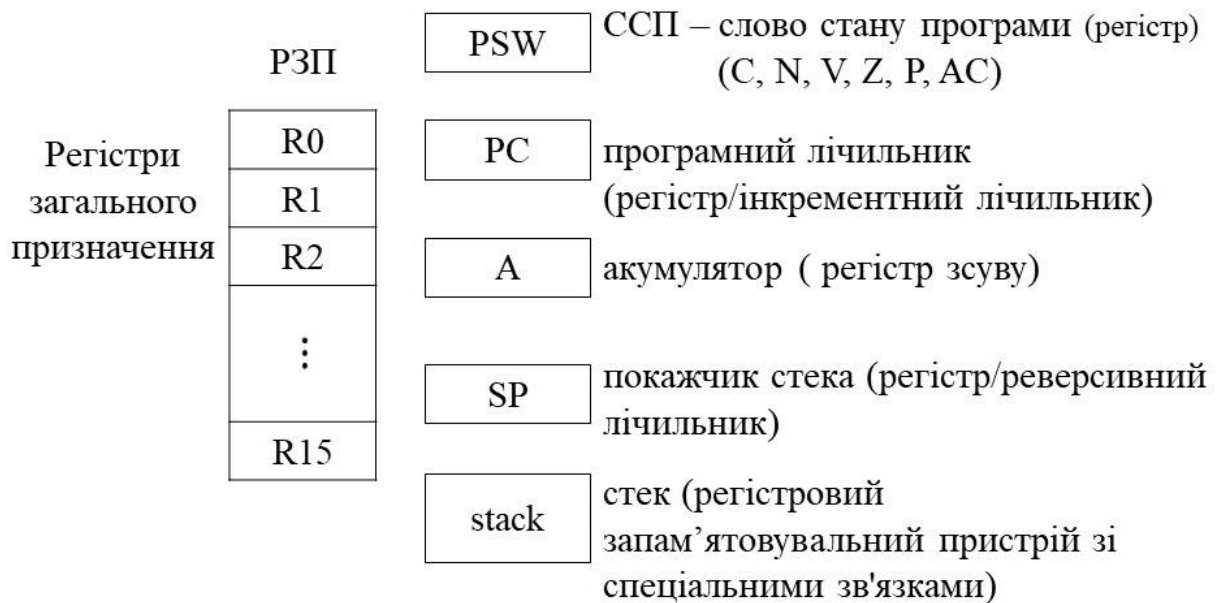 РЗП
Регістри
загального
призначення
R0
R1
R2
⋮
R15
PSW
ССП – слово стану програми (регістр)
(C, N, V, Z, P, AC)
PC
програмний лічильник
(регістр/інкрементний лічильник)
A
акумулятор ( регістр зсуву)
SP
покажчик стека (регістр/реверсивний
лічильник)
stack
стек (регістровий
запам’ятовувальний пристрій зі
спеціальними зв'язками)